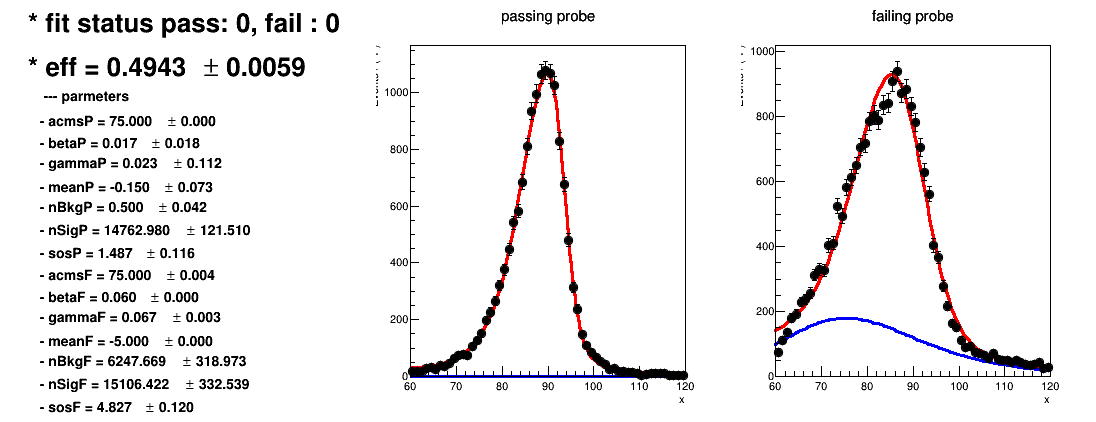 * fit status pass: 0, fail : 0
* eff = 0.4943 ± 0.0059
--- parmeters
- acmsP = 75.000 ± 0.000
- betaP = 0.017 ± 0.018
- gammaP = 0.023 ± 0.112
- meanP = -0.150 ± 0.073
- nBkgP = 0.500 ± 0.042
- nSigP = 14762.980 ± 121.510
- sosP = 1.487 ± 0.116
- acmsF = 75.000 ± 0.004
- betaF = 0.060 ± 0.000
- gammaF = 0.067 ± 0.003
- meanF = -5.000 ± 0.000
- nBkgF = 6247.669 ± 318.973
- nSigF = 15106.422 ± 332.539
- sosF = 4.827 ± 0.120
passing probe
1000
800
600
400
200
0
60 70 80 90 100 110 120
x
failing probe
1000
800
600
400
200
0
60 70 80 90 100 110 120
x